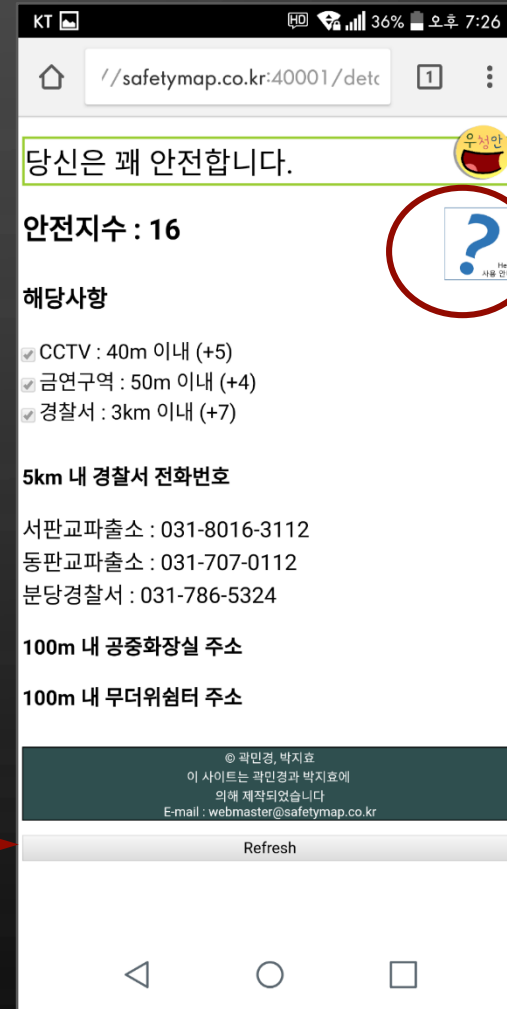 KT 36% 오후 7:26
//safetymap.co.kr:40001/deta 1
당신은 꽤 안전합니다.
우청안
안전지수 : 16
?
사용
해당사항
CCTV : 40m 이내 (+5)
금연구역 : 50m 이내 (+4)
경찰서 : 3km 이내 (+7)
5km 내 경찰서 전화번호
서판교파출소 : 031-8016-3112
동판교파출소 : 031-707-0112
분당경찰서 : 031-786-5324
100m 내 공중화장실 주소
100m 내 무더위쉼터 주소
© 곽민경, 박지효
이 사이트는 곽민경과 박지효에
의해 제작되었습니다
E-mail : webmaster@safetymap.co.kr
Refresh